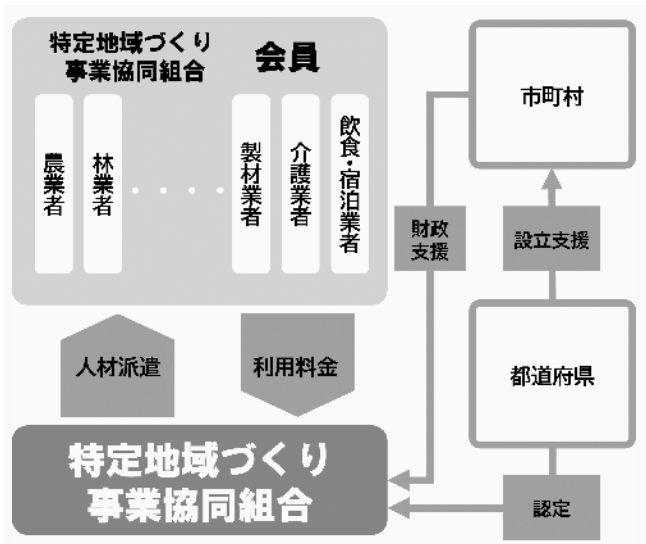 特定地域づくり
事業協同組合
会員
農業者
林業者
・・・・
製材業者
介護業者
飲食・宿泊業者
市町村
財政
支援
設立支援
人材派遣
利用料金
都道府県
特定地域づくり
事業協同組合
認定